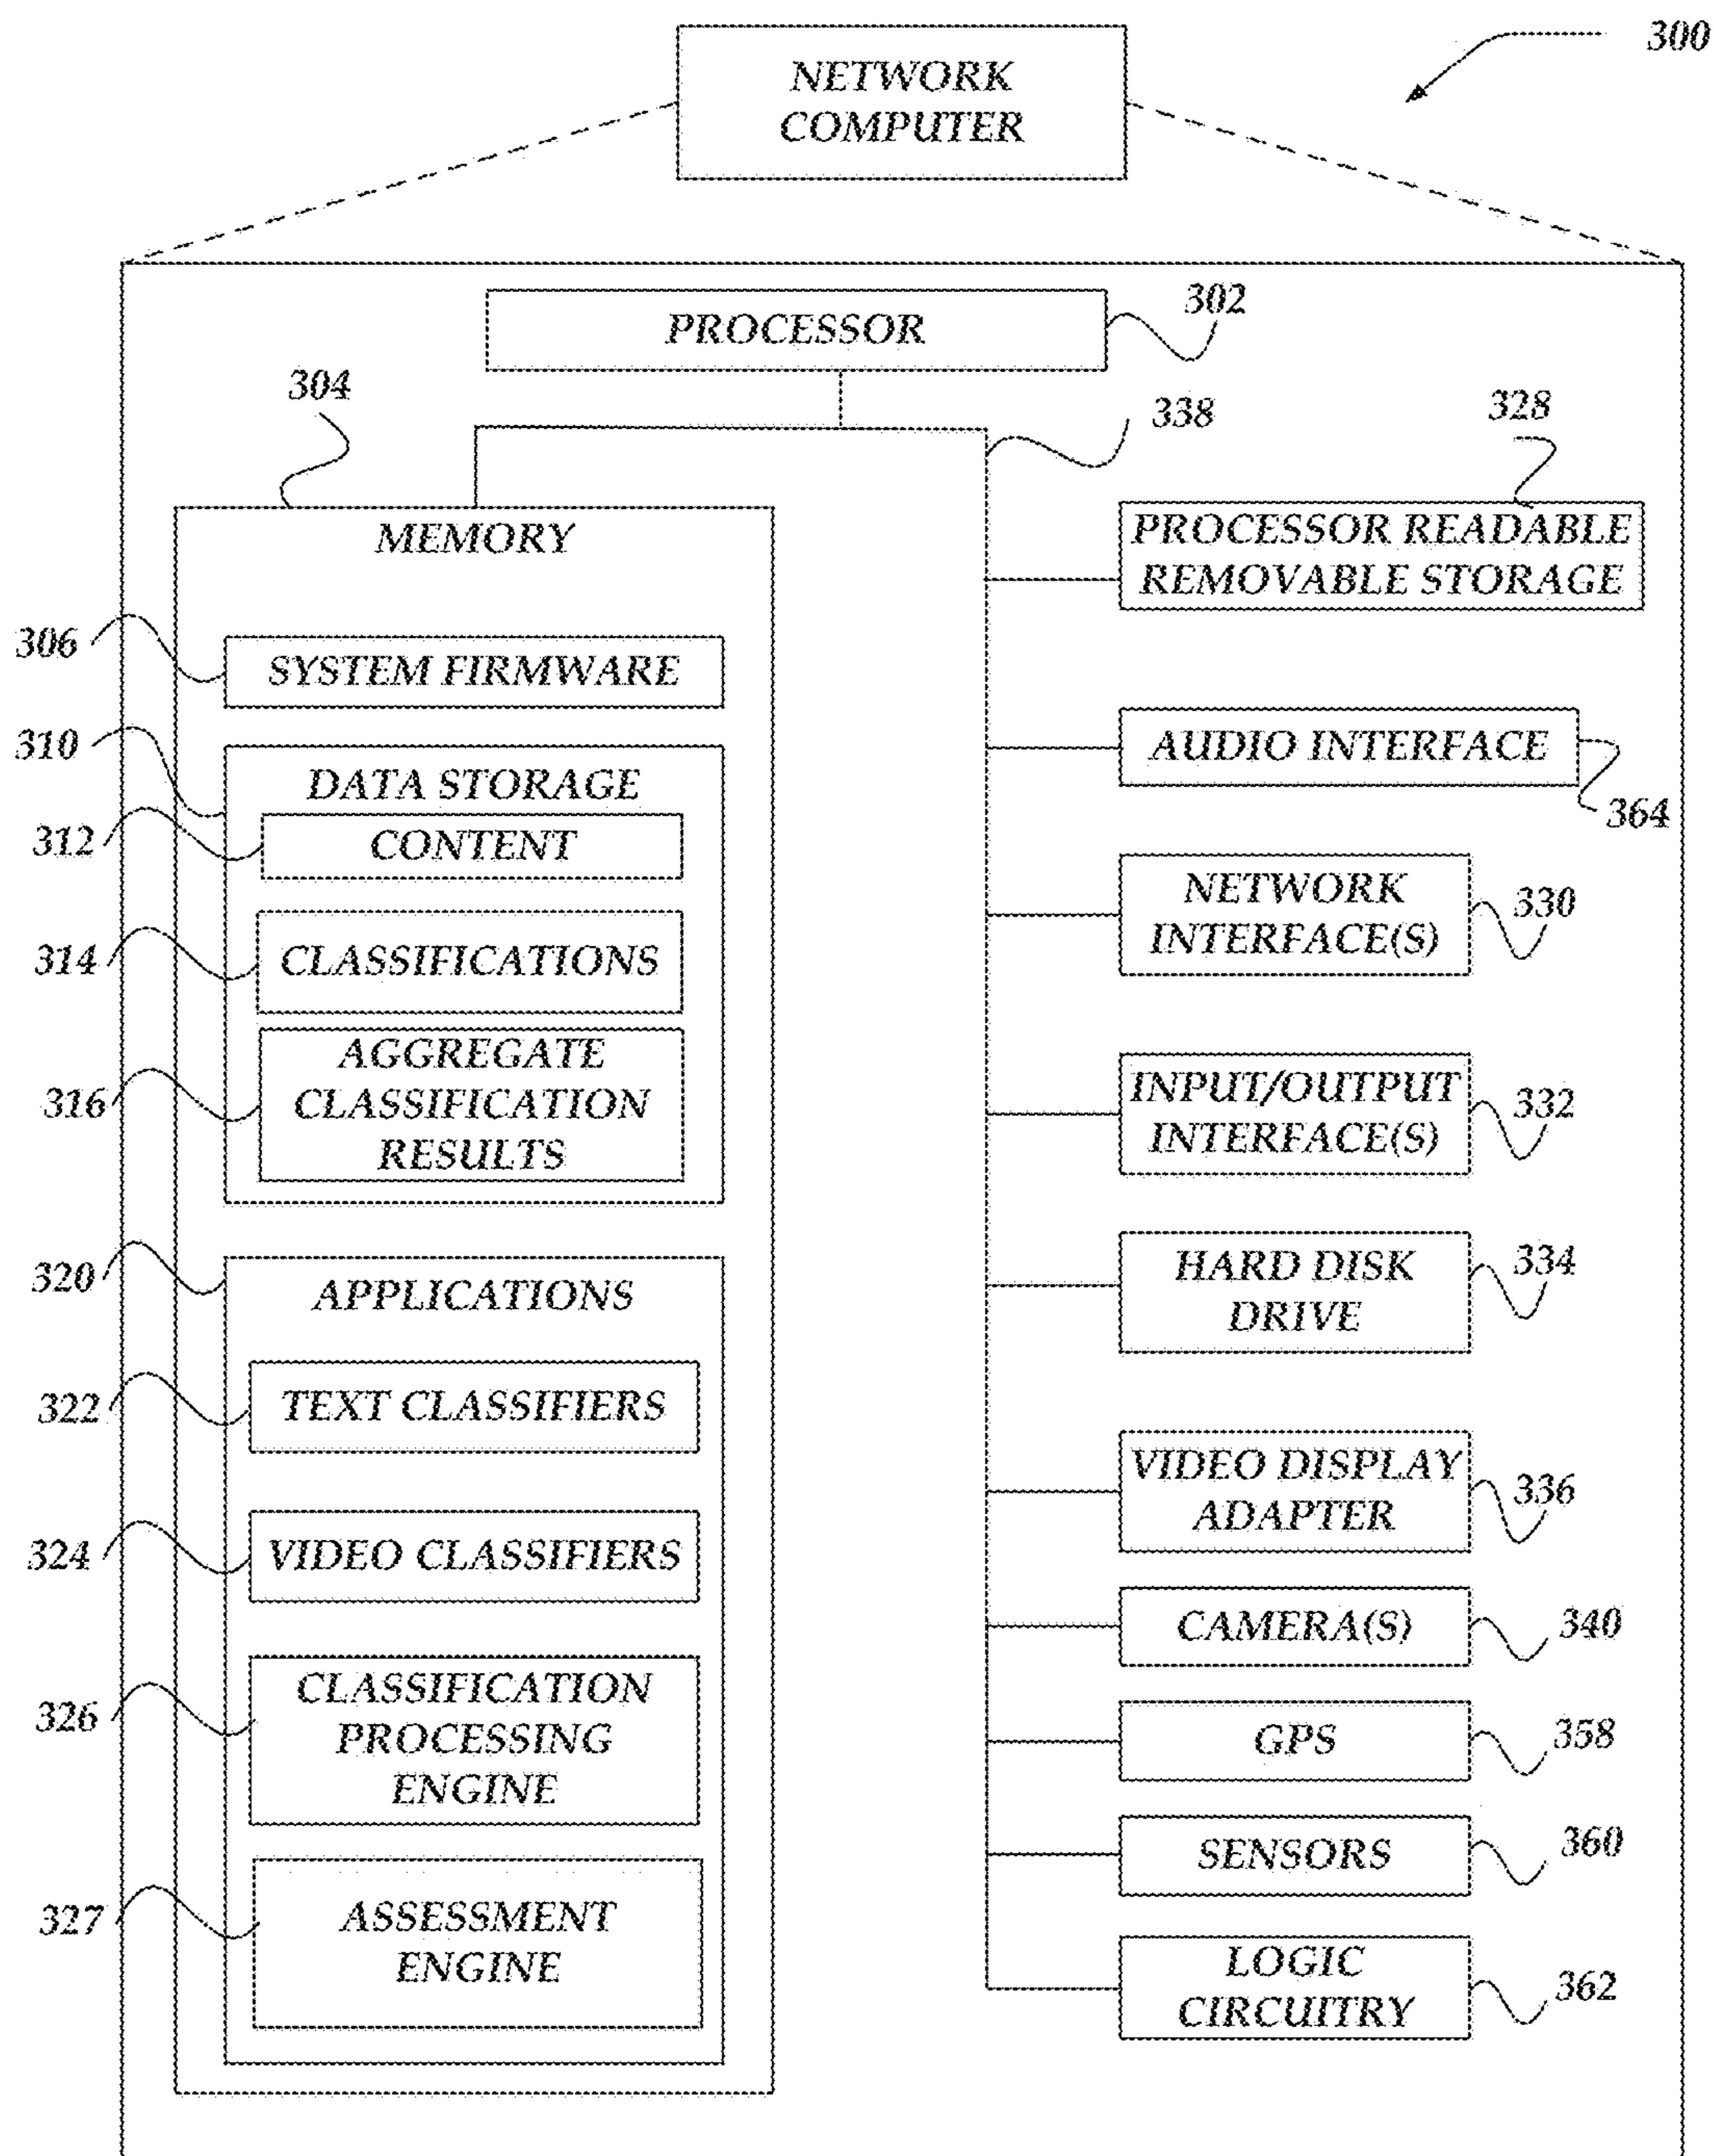 300
NETWORK
COMPUTER
PROCESSOR
302
304
338
328
MEMORY
306
SYSTEM FIRMWARE
310
DATA STORAGE
312
CONTENT
314
CLASSIFICATIONS
316
AGGREGATE
CLASSIFICATION
RESULTS
320
APPLICATIONS
322
TEXT CLASSIFIERS
324
VIDEO CLASSIFIERS
326
CLASSIFICATION
PROCESSING
ENGINE
327
ASSESSMENT
ENGINE
PROCESSOR READABLE
REMOVABLE STORAGE
AUDIO INTERFACE
364
NETWORK
INTERFACE(S)
330
INPUT/OUTPUT
INTERFACE(S)
332
HARD DISK
DRIVE
334
VIDEO DISPLAY
ADAPTER
336
CAMERA(S)
340
GPS
358
SENSORS
360
LOGIC
CIRCUITRY
362